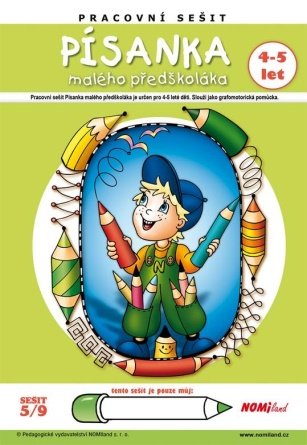 PRACOVNÍ SEŠIT
PÍSANKA
malého předškoláka
4-5
let
Pracovní sešit Písanka malého předškoláka je určen pro 4-5 leté děti. Slouží jako grafomotorická pomůcka.
N
SEŠIT
5/9
tento sešit je pouze můj:
NOMiland
© Pedagogické vydavatelství NOMiland s. r. o.
www.nomiland.cz